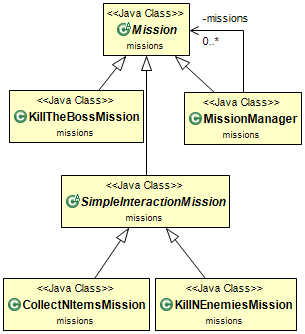 <<Java Class>>
Mission
missions
-missions
0..*
<<Java Class>>
KillTheBossMission
missions
<<Java Class>>
MissionManager
missions
<<Java Class>>
SimpleInteractionMission
missions
<<Java Class>>
CollectNItemsMission
missions
<<Java Class>>
KillNEnemiesMission
missions